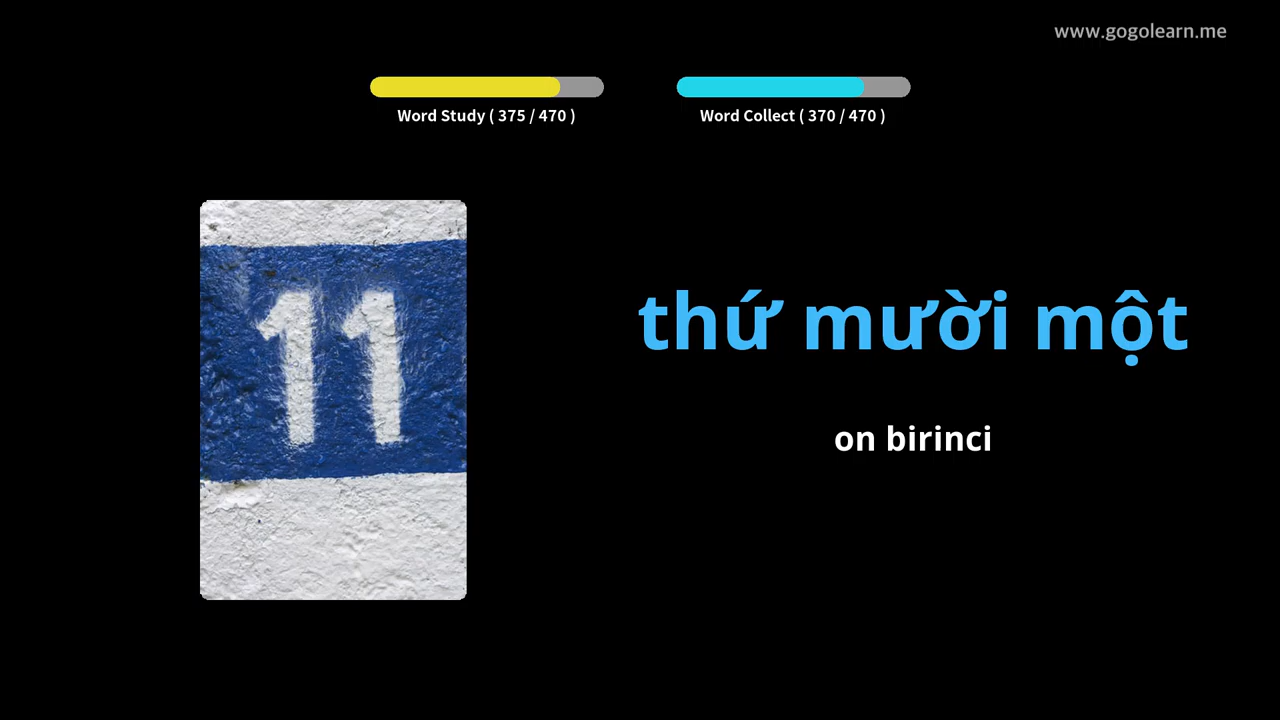 www.gogolearn.me
Word Study ( 375 / 470 )
Word Collect ( 370 / 470 )
11
thứ mười một
on birinci